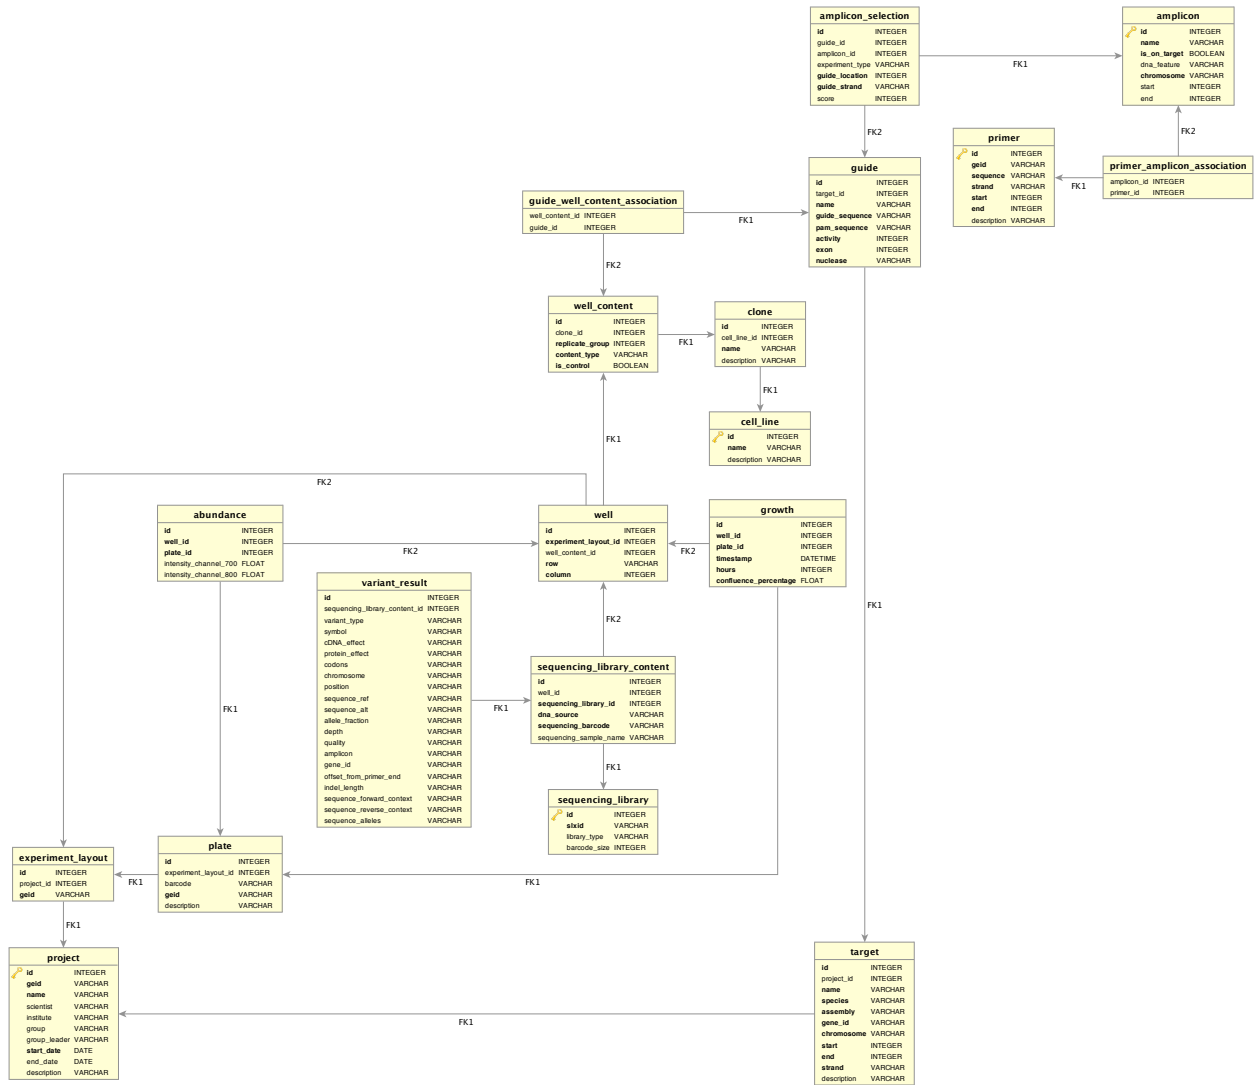 amplicon_selection
id INTEGER
guide_id INTEGER
amplicon_id INTEGER
experiment_type VARCHAR
guide_location INTEGER
guide_strand VARCHAR
score INTEGER
amplicon
id INTEGER
name VARCHAR
is_on_target BOOLEAN
dna_feature VARCHAR
chromosome VARCHAR
start INTEGER
end INTEGER
FK1
FK2
FK2
primer
id INTEGER
geid VARCHAR
sequence VARCHAR
strand VARCHAR
start INTEGER
end INTEGER
description VARCHAR
primer_amplicon_association
amplicon_id INTEGER
primer_id INTEGER
FK1
guide
id INTEGER
target_id INTEGER
name VARCHAR
guide_sequence VARCHAR
pam_sequence VARCHAR
activity INTEGER
exon INTEGER
nuclease VARCHAR
guide_well_content_association
well_content_id INTEGER
guide_id INTEGER
FK1
FK2
well_content
id INTEGER
clone_id INTEGER
replicate_group INTEGER
content_type VARCHAR
is_control BOOLEAN
FK1
clone
id INTEGER
cell_line_id INTEGER
name VARCHAR
description VARCHAR
FK1
cell_line
id INTEGER
name VARCHAR
description VARCHAR
FK1
FK2
abundance
id INTEGER
well_id INTEGER
plate_id INTEGER
intensity_channel_700 FLOAT
intensity_channel_800 FLOAT
FK2
well
id INTEGER
experiment_layout_id INTEGER
well_content_id INTEGER
row VARCHAR
column INTEGER
FK2
growth
id INTEGER
well_id INTEGER
plate_id INTEGER
timestamp DATETIME
hours INTEGER
confluence_percentage FLOAT
FK1
variant_result
id INTEGER
sequencing_library_content_id INTEGER
variant_type VARCHAR
symbol VARCHAR
cDNA_effect VARCHAR
protein_effect VARCHAR
codons VARCHAR
chromosome VARCHAR
position VARCHAR
sequence_ref VARCHAR
sequence_alt VARCHAR
allele_fraction VARCHAR
depth VARCHAR
quality VARCHAR
amplicon VARCHAR
gene_id VARCHAR
offset_from_primer_end VARCHAR
indel_length VARCHAR
sequence_forward_context VARCHAR
sequence_reverse_context VARCHAR
sequence_alleles VARCHAR
FK2
FK1
sequencing_library_content
id INTEGER
well_id INTEGER
sequencing_library_id INTEGER
dna_source VARCHAR
sequencing_barcode VARCHAR
sequencing_sample_name VARCHAR
FK1
FK1
sequencing_library
id INTEGER
slxid VARCHAR
library_type VARCHAR
barcode_size INTEGER
experiment_layout
id INTEGER
project_id INTEGER
geid VARCHAR
FK1
plate
id INTEGER
experiment_layout_id INTEGER
barcode VARCHAR
geid VARCHAR
description VARCHAR
FK1
FK1
project
id INTEGER
geid VARCHAR
name VARCHAR
scientist VARCHAR
institute VARCHAR
group VARCHAR
group_leader VARCHAR
start_date DATE
end_date DATE
description VARCHAR
FK1
target
id INTEGER
project_id INTEGER
name VARCHAR
species VARCHAR
assembly VARCHAR
gene_id VARCHAR
chromosome VARCHAR
start INTEGER
end INTEGER
strand VARCHAR
description VARCHAR